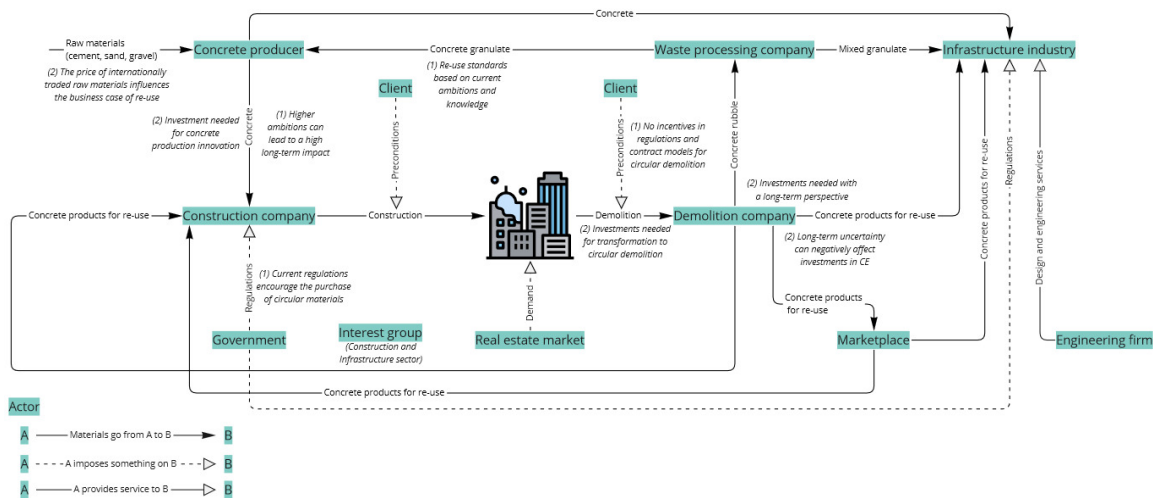 Concrete
Raw materials
(cement, sand, gravel)
Concrete producer
Concrete granulate
Waste processing company
Mixed granulate
Infrastructure industry
(2) The price of internationally
traded raw materials influences
the business case of re-use
(1) Re-use standards
based on current
ambitions and
knowledge
Client
Client
(2) Investment needed
for concrete
production innovation
Concrete
(1) Higher
ambitions can
lead to a high
long-term impact
Preconditions
Preconditions
(1) No incentives in
regulations and
contract models for
circular demolition
Concrete rubble
Concrete products for re-use
Regulations
Design and engineering services
(2) Investments needed with
a long-term perspective
Concrete products for re-use
Construction company
Construction
Demolition
Demolition company
Concrete products for re-use
(2) Investments needed
for transformation to
circular demolition
(2) Long-term uncertainty
can negatively affect
investments in CE
Regulations
(1) Current regulations
encourage the purchase
of circular materials
Demand
Concrete products
for re-use
Government
Interest group
(Construction and
Infrastructure sector)
Real estate market
Marketplace
Engineering firm
Concrete products for re-use
Actor
A Materials go from A to B B
A A imposes something on B B
A A provides service to B B